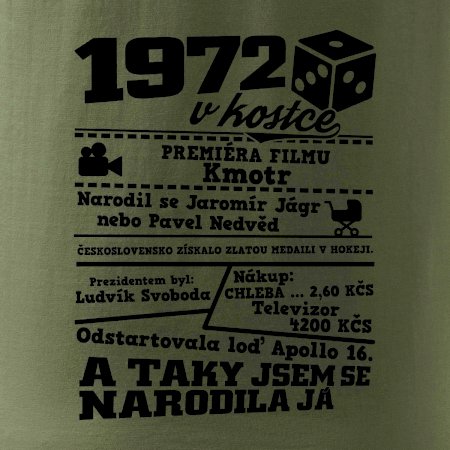 1972
v kostce
PREMIÉRA FILMU
Kmotr
Narodil se Jaromír Jágr
nebo Pavel Nedvěd
ČESKOSLOVENSKO ZÍSKALO ZLATOU MEDAILI V HOKEJI.
Prezidentem byl:
Ludvík Svoboda
Nákup:
CHLEBA ... 2,60 KČS
Televizor
4200 KČS
Odstartovala loď Apollo 16.
A TAKY JSEM SE
NARODILA JÁ